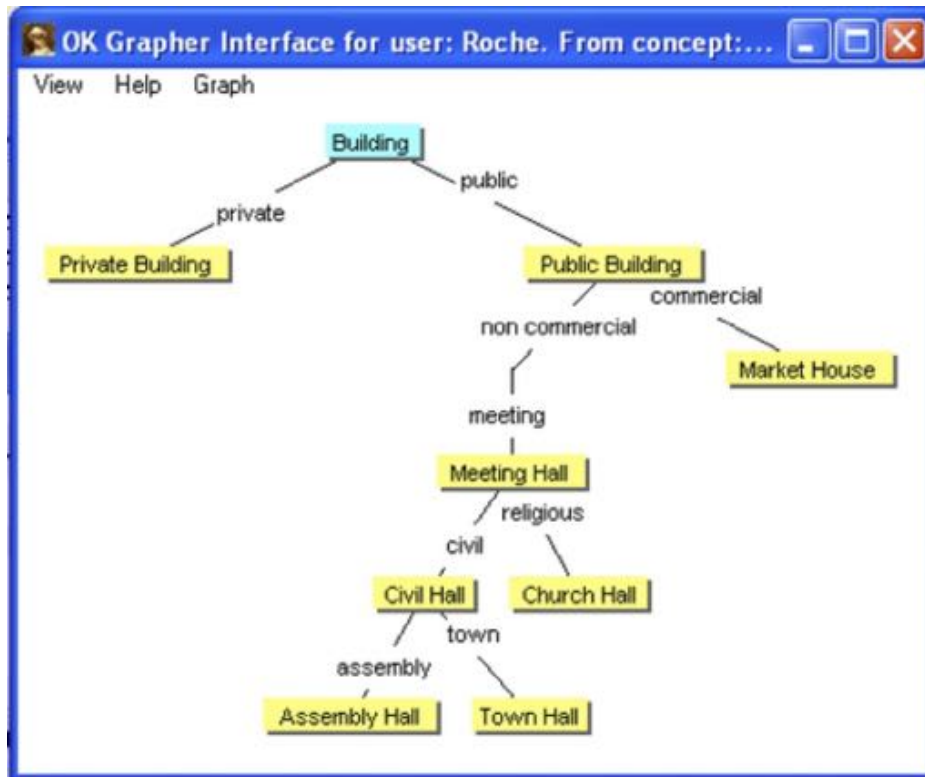 OK Grapher Interface for user: Roche. From concept:...
View Help Graph
Building
public
private
Private Building
Public Building
commercial
non commercial
Market House
meeting
Meeting Hall
religious
civil
Civil Hall
Church Hall
town
assembly
Assembly Hall
Town Hall